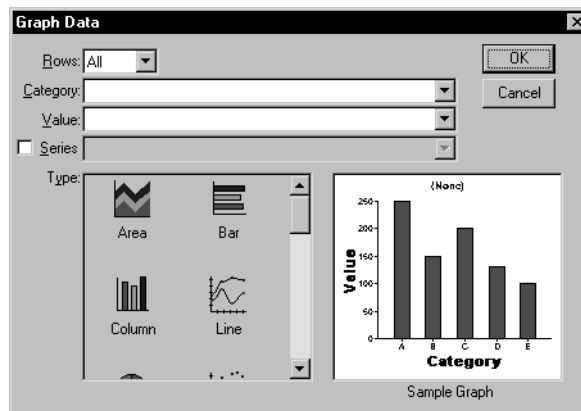 Graph Data
Rows: All
OK
Category:
Cancel
Value:
Series
Type:
Area
Bar
Column
Line
(None)
250
200
150
100
50
0
Value
A B C D E
Category
Sample Graph